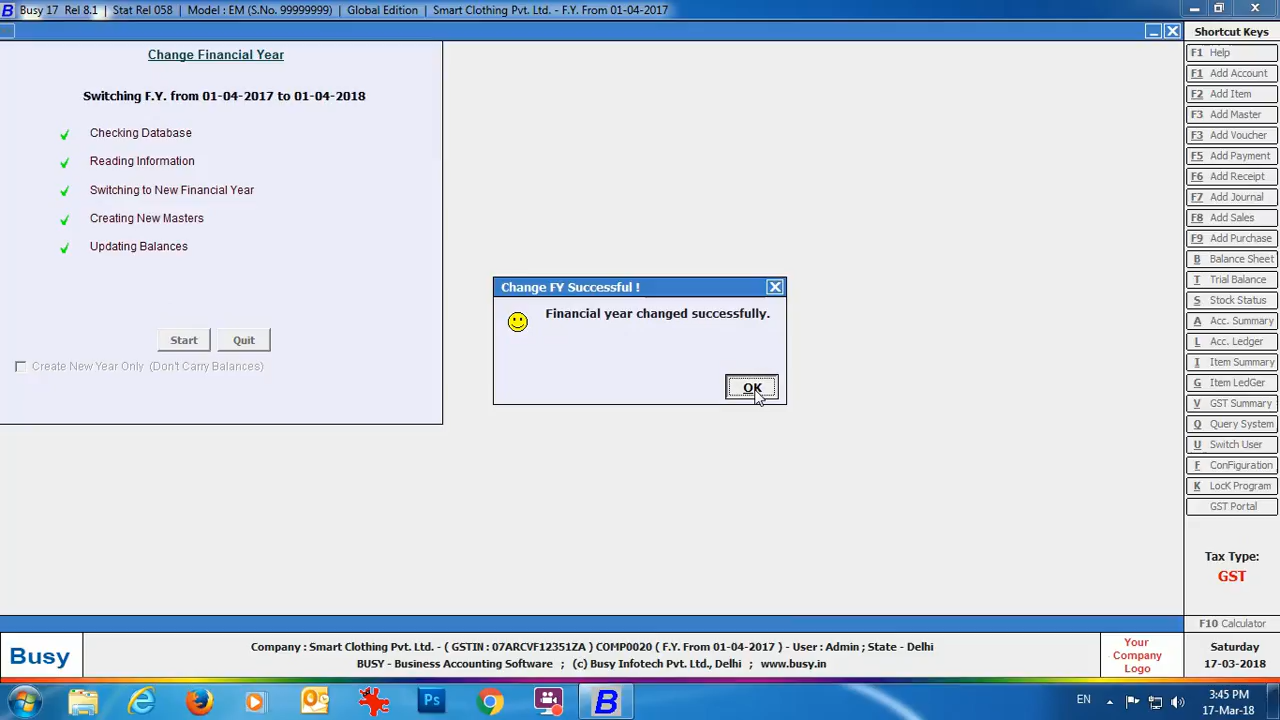 Busy 17 Rel 8.1 | Stat Rel 058 | Model : EM (S.No. 99999999) | Global Edition | Smart Clothing Pvt. Ltd. - F.Y. From 01-04-2017
Change Financial Year
Switching F.Y. from 01-04-2017 to 01-04-2018
Checking Database
Reading Information
Switching to New Financial Year
Creating New Masters
Updating Balances
Start Quit
Create New Year Only (Don't Carry Balances)
Change FY Successful !
Financial year changed successfully.
OK
Shortcut Keys
F1 Help
F1 Add Account
F2 Add Item
F3 Add Master
F3 Add Voucher
F5 Add Payment
F6 Add Receipt
F7 Add Journal
F8 Add Sales
F9 Add Purchase
B Balance Sheet
T Trial Balance
S Stock Status
A Acc. Summary
L Acc. Ledger
I Item Summary
G Item LedGer
V GST Summary
Q Query System
U Switch User
F ConFiguration
K LocK Program
GST Portal
Tax Type:
GST
F10 Calculator
Busy
Company : Smart Clothing Pvt. Ltd. - ( GSTIN : 07ARCVF12351ZA ) COMP0020 ( F.Y. From 01-04-2017 ) - User : Admin ; State - Delhi
BUSY - Business Accounting Software ; (c) Busy Infotech Pvt. Ltd., Delhi ; www.busy.in
Your
Company
Logo
Saturday
17-03-2018
Ps
B
EN
3:45 PM
17-Mar-18